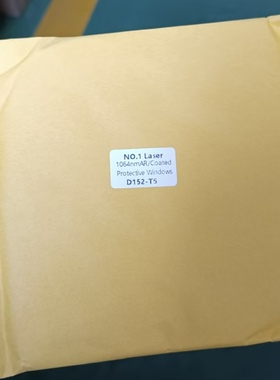 NO.1 Laser
1064nmAR/Coated
Protective Windows
D152-T5